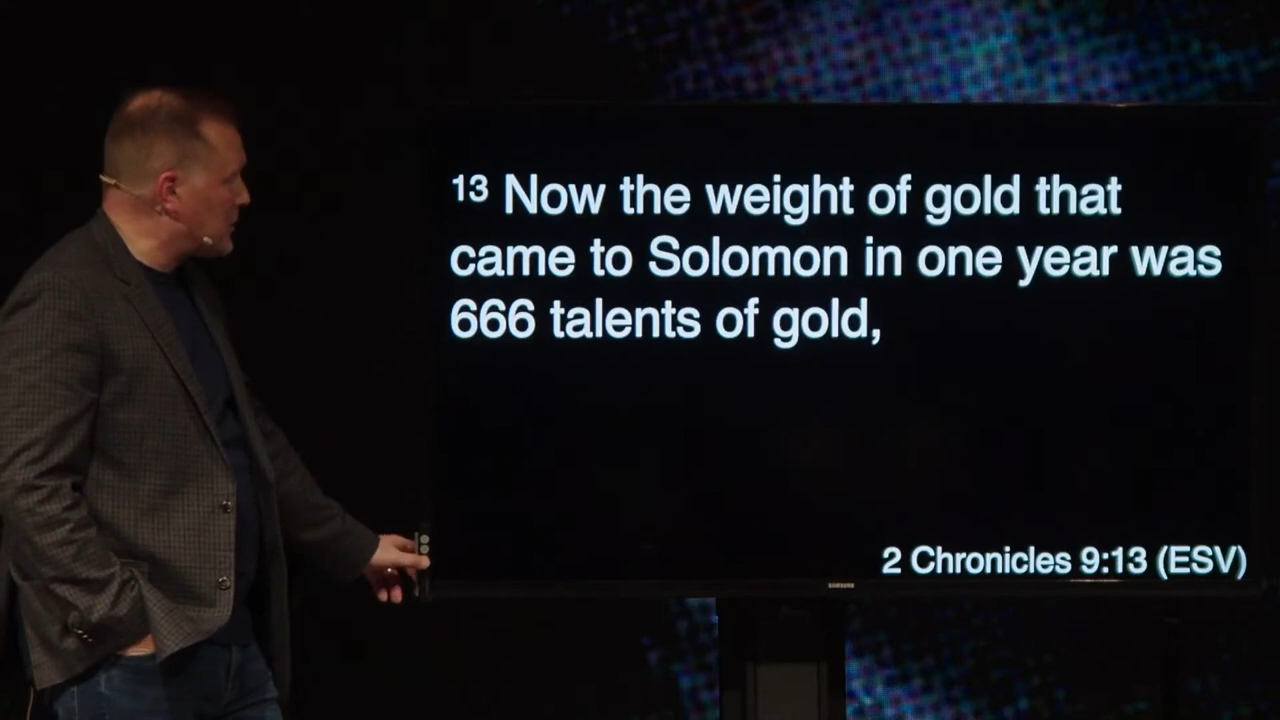 13 Now the weight of gold that
came to Solomon in one year was
666 talents of gold,
2 Chronicles 9:13 (ESV)
SAMSUNG